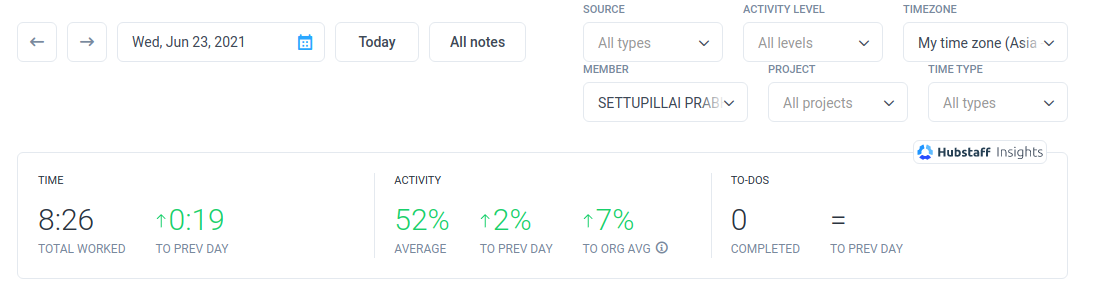 SOURCE ACTIVITY LEVEL TIMEZONE
← → Wed, Jun 23, 2021 Today All notes All types All levels My time zone (Asia
MEMBER PROJECT TIME TYPE
SETTUPILLAI PRAB All projects All types
Hubstaff Insights
TIME ACTIVITY TO-DOS
8:26 ↑0:19 52% ↑2% ↑7% 0 =
TOTAL WORKED TO PREV DAY AVERAGE TO PREV DAY TO ORG AVG COMPLETED TO PREV DAY